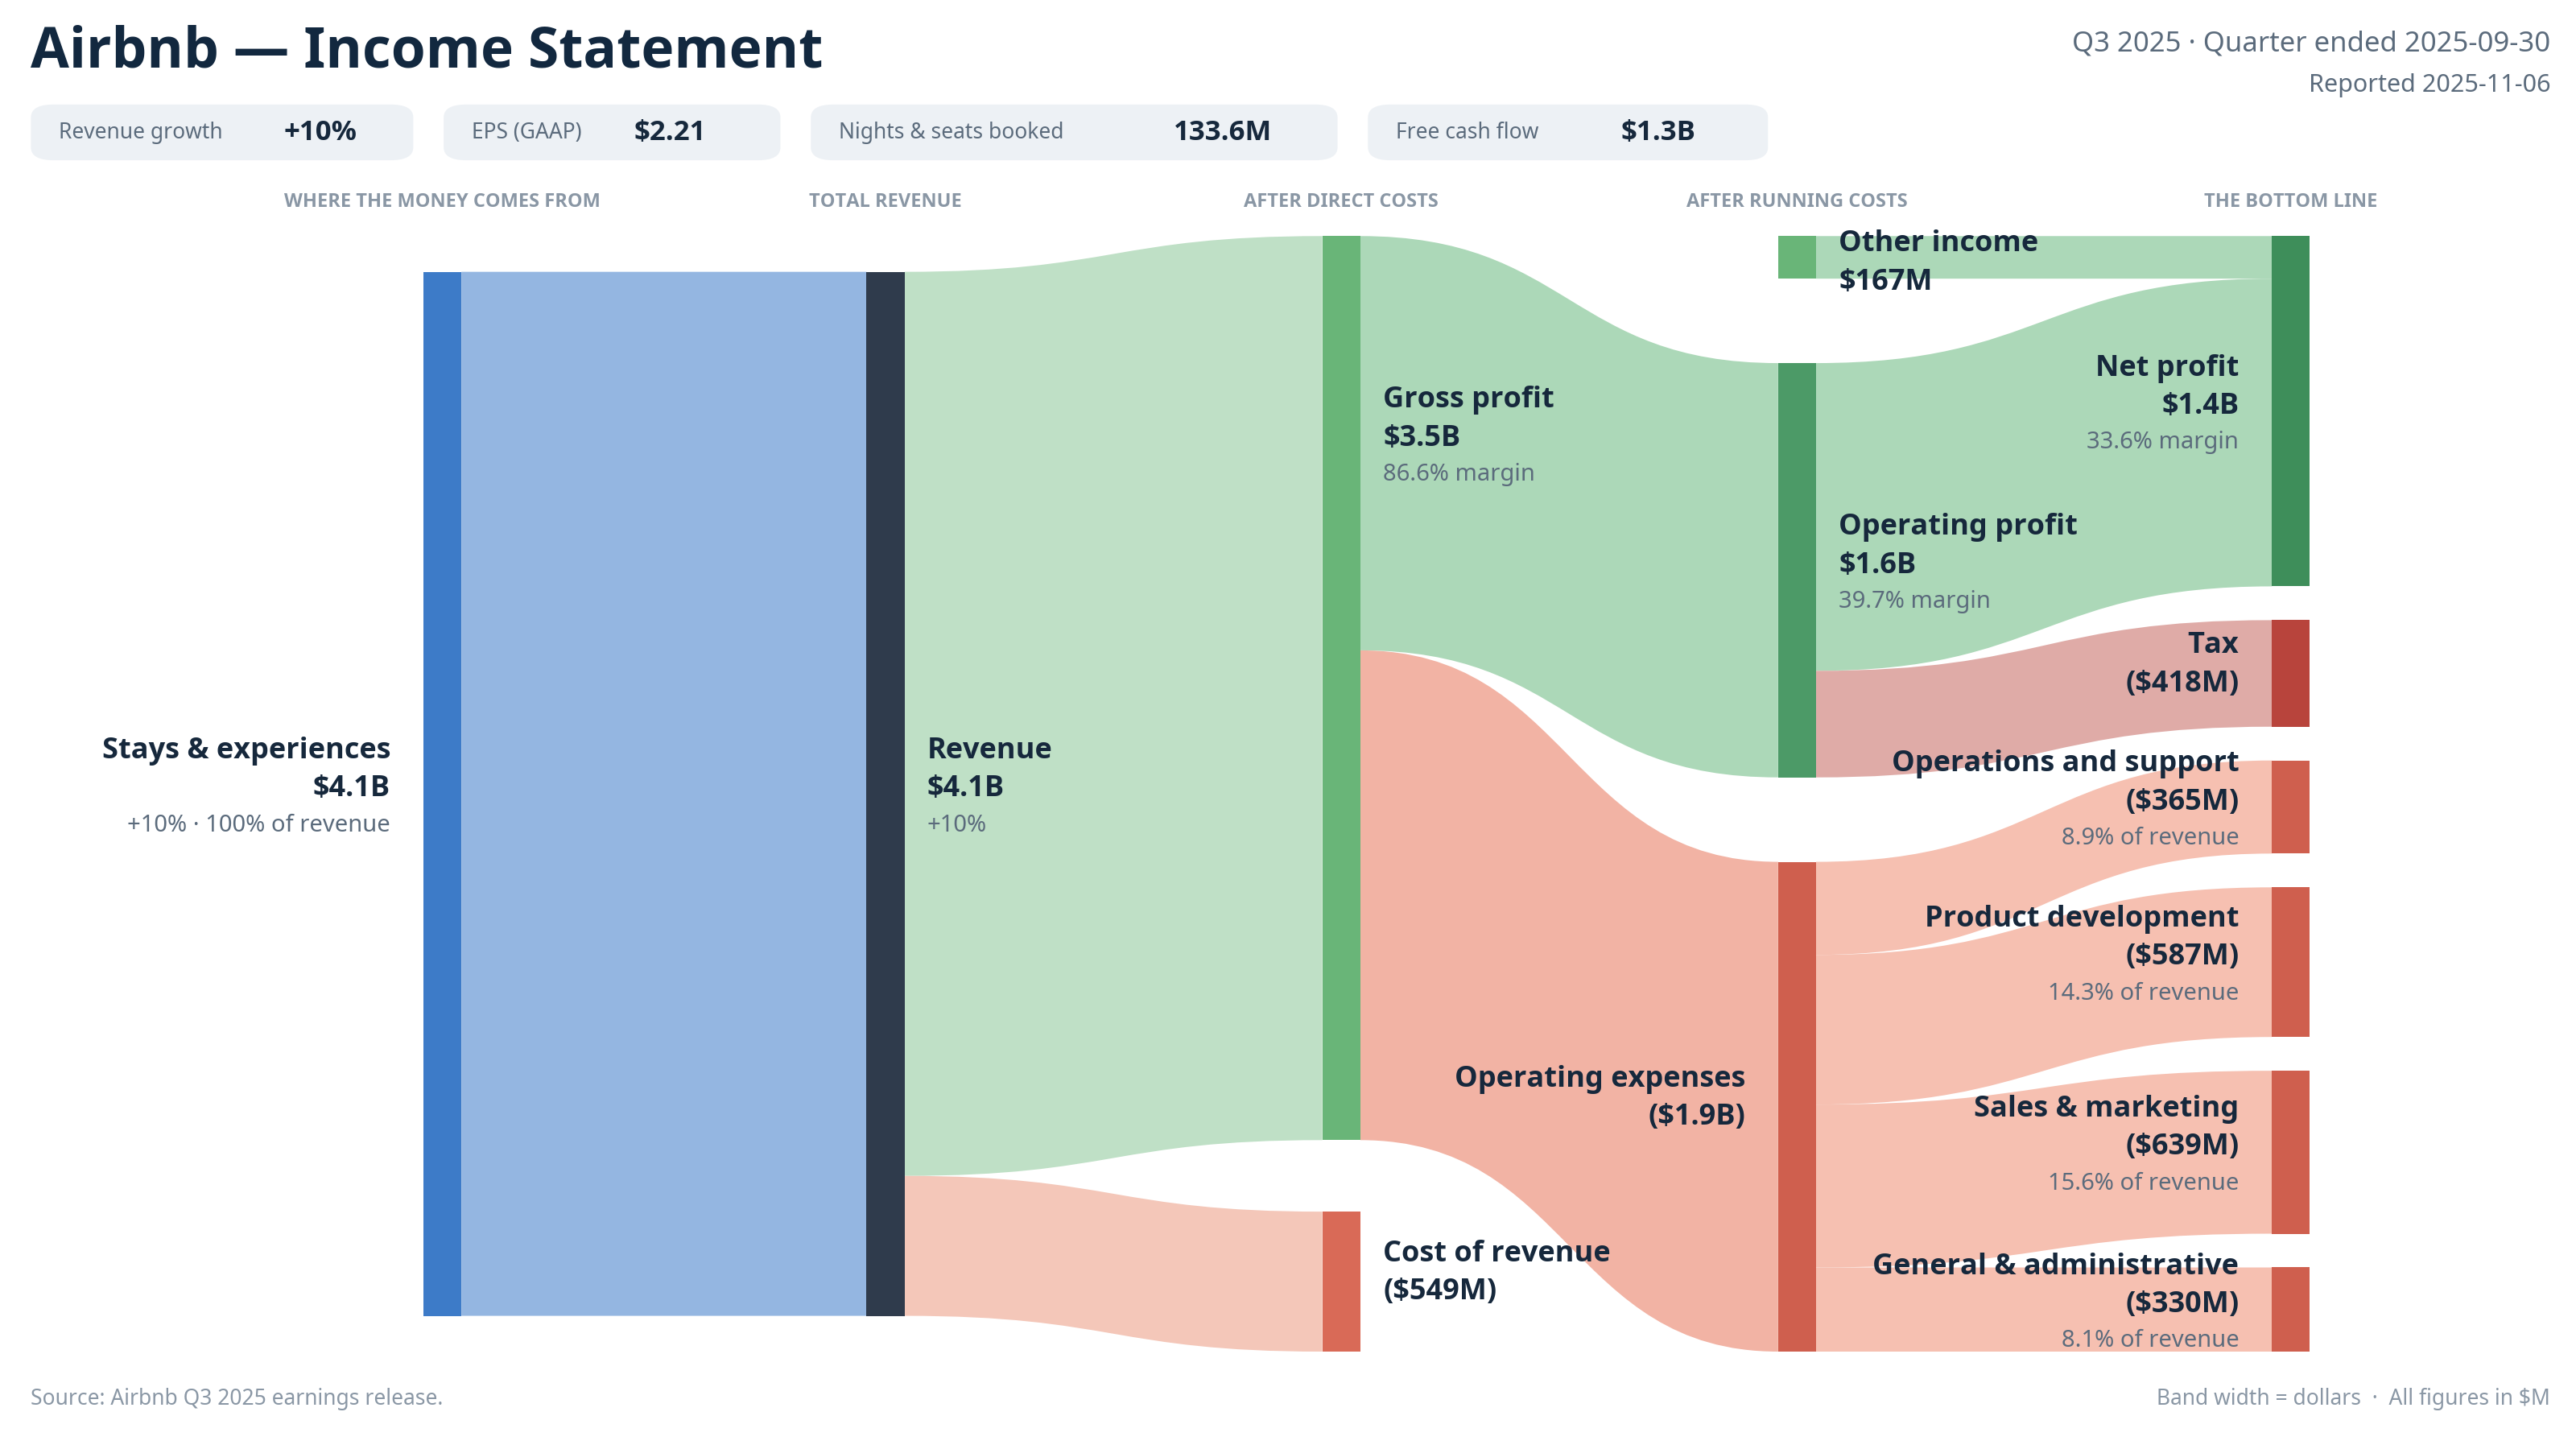 Airbnb — Income Statement
Q3 2025 · Quarter ended 2025-09-30
Reported 2025-11-06
Revenue growth +10%
EPS (GAAP) $2.21
Nights & seats booked 133.6M
Free cash flow $1.3B
WHERE THE MONEY COMES FROM
TOTAL REVENUE
AFTER DIRECT COSTS
AFTER RUNNING COSTS
THE BOTTOM LINE
Stays & experiences
$4.1B
+10% · 100% of revenue
Revenue
$4.1B
+10%
Gross profit
$3.5B
86.6% margin
Cost of revenue
($549M)
Other income
$167M
Operating profit
$1.6B
39.7% margin
Operating expenses
($1.9B)
Net profit
$1.4B
33.6% margin
Tax
($418M)
Operations and support
($365M)
8.9% of revenue
Product development
($587M)
14.3% of revenue
Sales & marketing
($639M)
15.6% of revenue
General & administrative
($330M)
8.1% of revenue
Source: Airbnb Q3 2025 earnings release.
Band width = dollars · All figures in $M